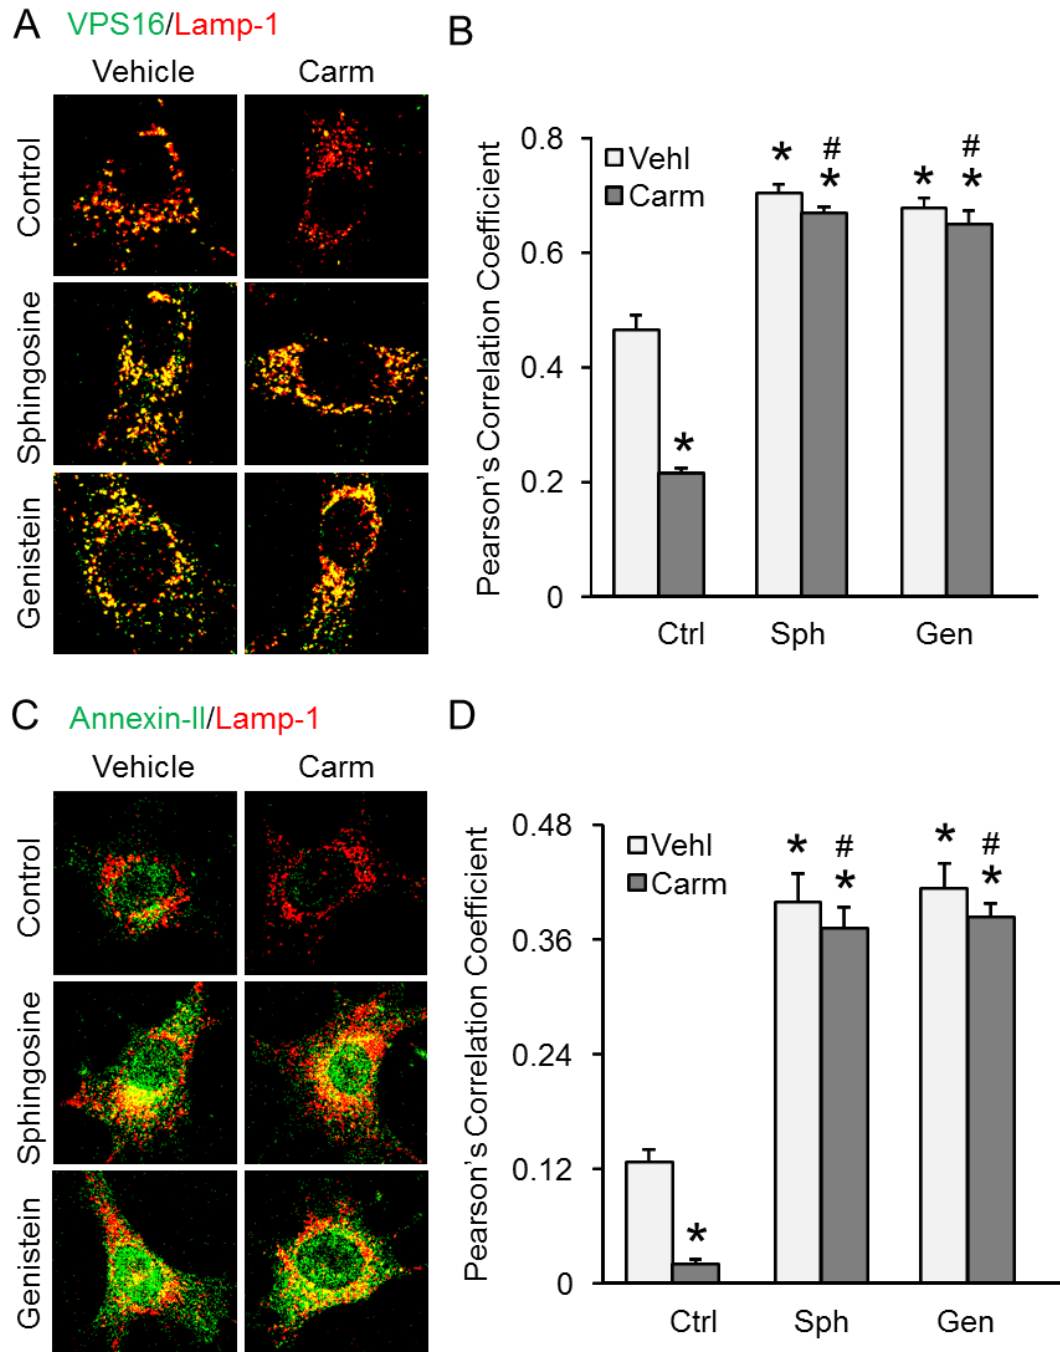 A VPS16/Lamp-1
Vehicle Carm
Control
Sphingosine
Genistein
B
Pearson's Correlation Coefficient
0.8
0.6
0.4
0.2
0
Vehl
Carm
* # * * # *
*
Ctrl Sph Gen
C Annexin-II/Lamp-1
Vehicle Carm
Control
Sphingosine
Genistein
D
Pearson's Correlation Coefficient
0.48
0.36
0.24
0.12
0
Vehl
Carm
* # * * # *
*
Ctrl Sph Gen